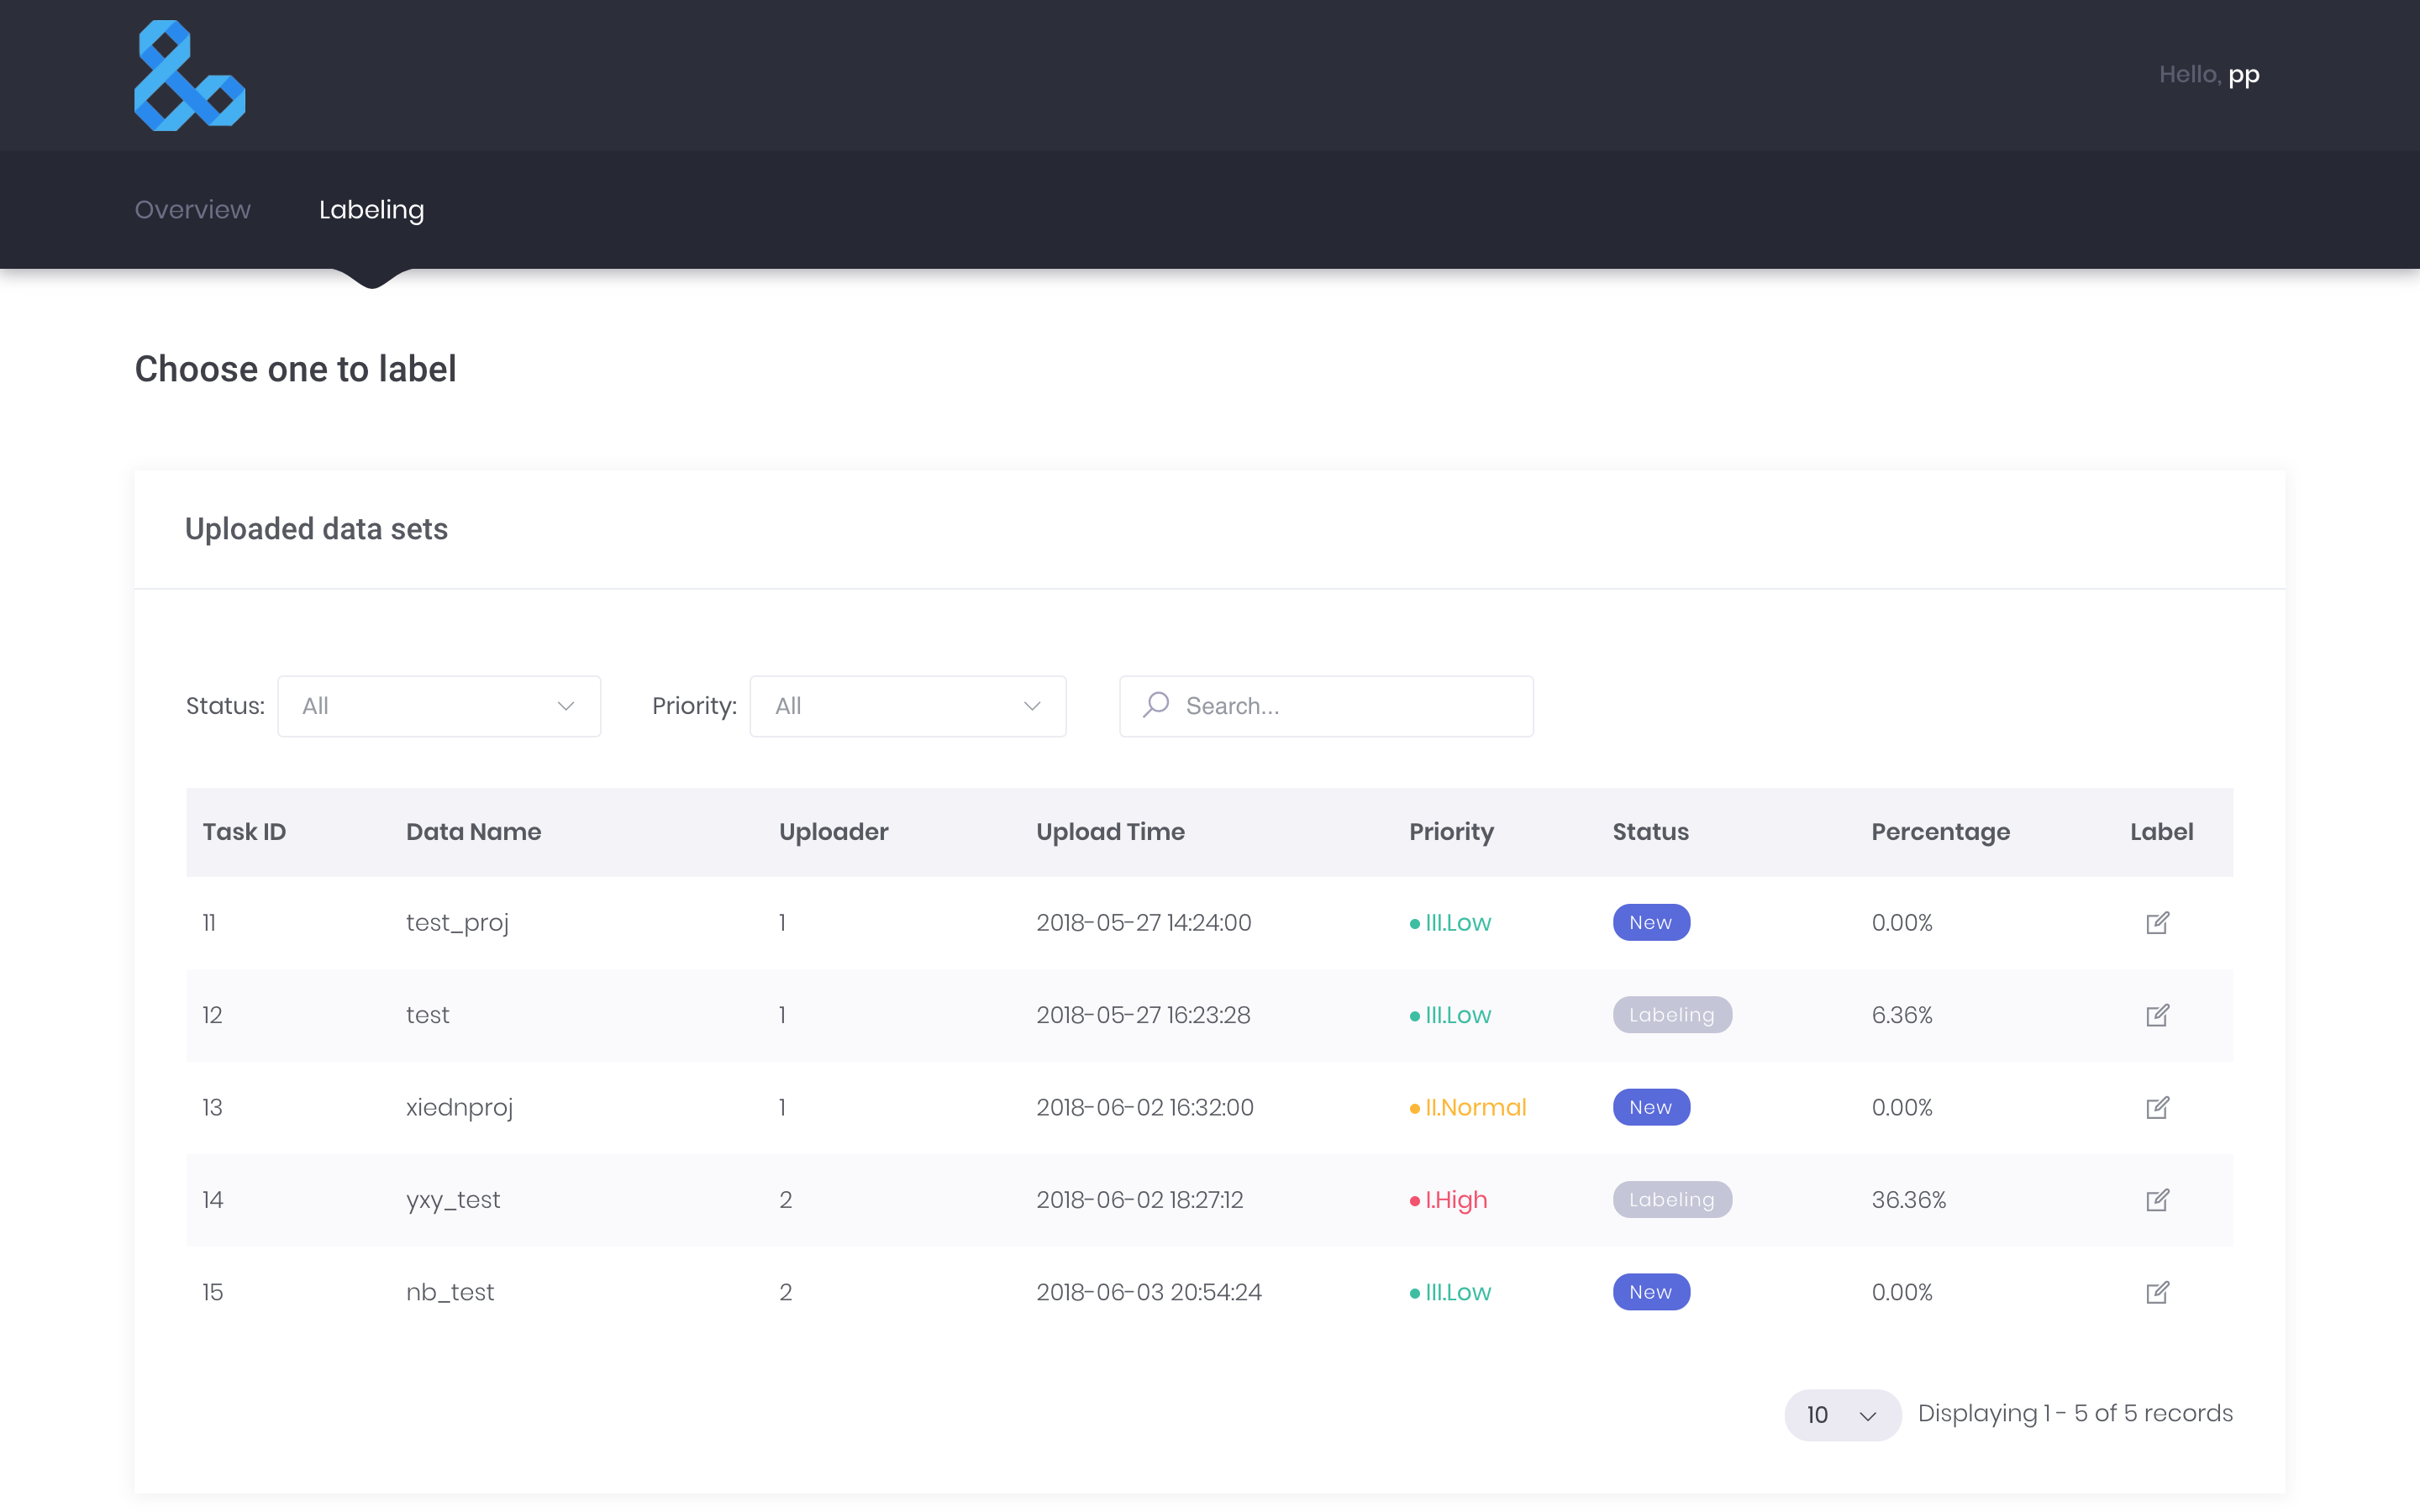 Hello, pp
Overview Labeling
Choose one to label
Uploaded data sets
Status: All Priority: All Search...
Task ID Data Name Uploader Upload Time Priority Status Percentage Label
11 test_proj 1 2018-05-27 14:24:00 III.Low New 0.00%
12 test 1 2018-05-27 16:23:28 III.Low Labeling 6.36%
13 xiednproj 1 2018-06-02 16:32:00 II.Normal New 0.00%
14 yxy_test 2 2018-06-02 18:27:12 I.High Labeling 36.36%
15 nb_test 2 2018-06-03 20:54:24 III.Low New 0.00%
10 Displaying 1 - 5 of 5 records